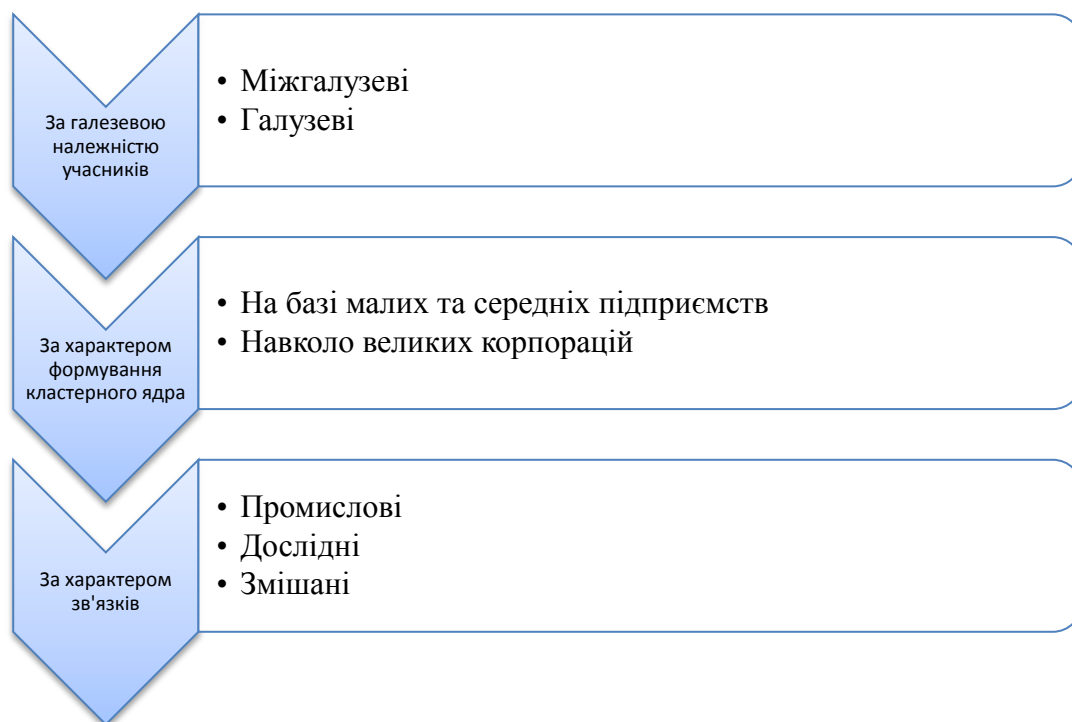 За галезевою
належністю
учасників
• Міжгалузеві
• Галузеві
За характером
формування
кластерного ядра
• На базі малих та середніх підприємств
• Навколо великих корпорацій
За характером
зв'язків
• Промислові
• Дослідні
• Змішані